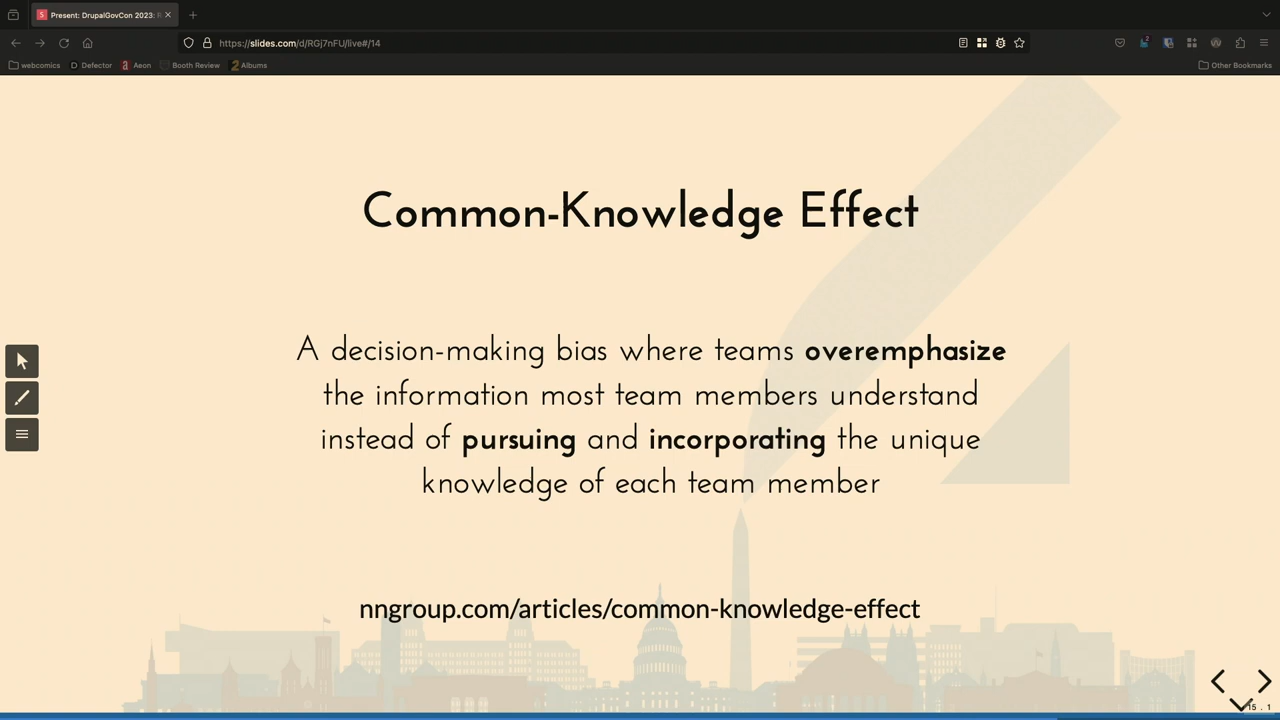 Present: DrupalGovCon 2023:
https://slides.com/d/RGj7nFU/live#/14
webcomics
Defector
Aeon
Booth Review
Albums
Other Bookmarks
Common-Knowledge Effect
A decision-making bias where teams overemphasize
the information most team members understand
instead of pursuing and incorporating the unique
knowledge of each team member
nngroup.com/articles/common-knowledge-effect
15 . 1